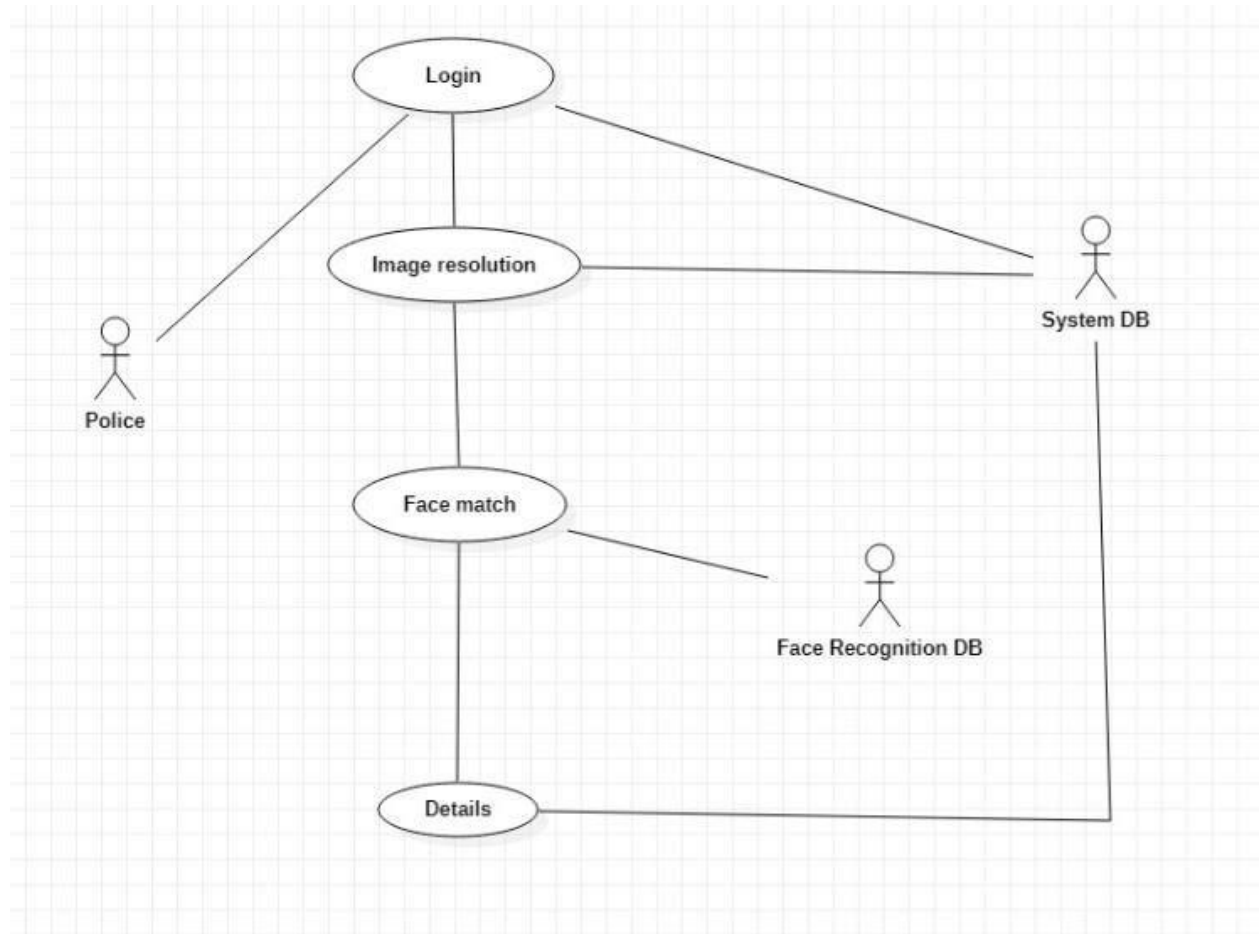 Login
Image resolution
System DB
Police
Face match
Face Recognition DB
Details